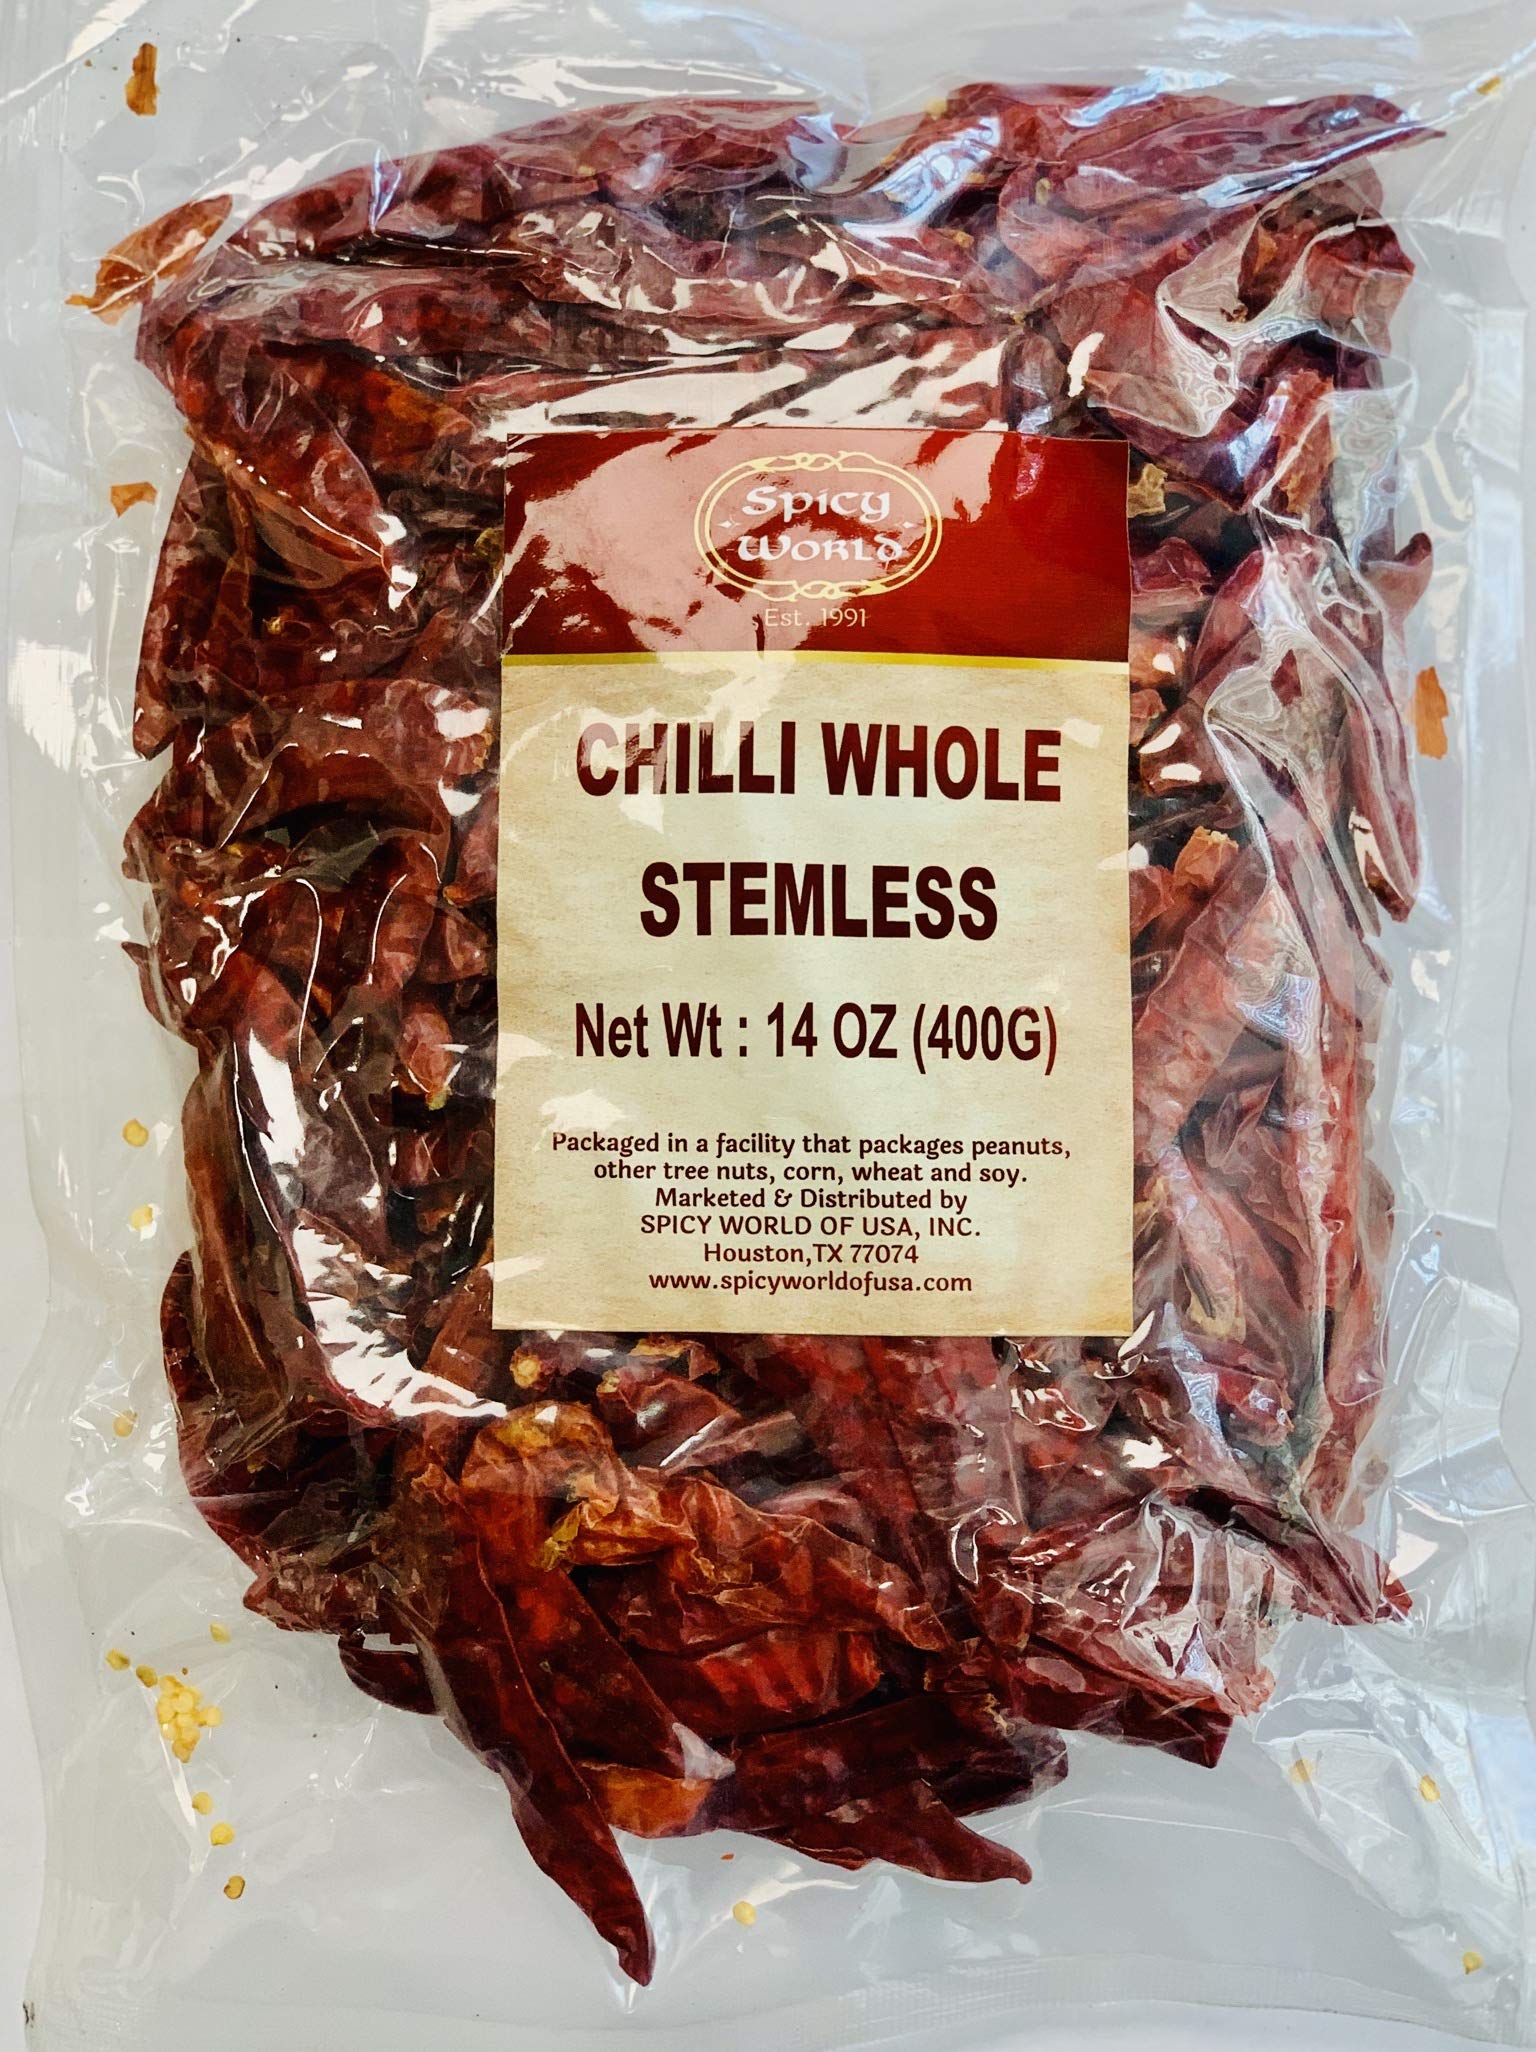 Spicy
World
Est. 1991
CHILLI WHOLE
STEMLESS
Net Wt : 14 OZ (400G)
Packaged in a facility that packages peanuts,
other tree nuts, corn, wheat and soy.
Marketed & Distributed by
SPICY WORLD OF USA, INC.
Houston,TX 77074
www.spicyworldofusa.com